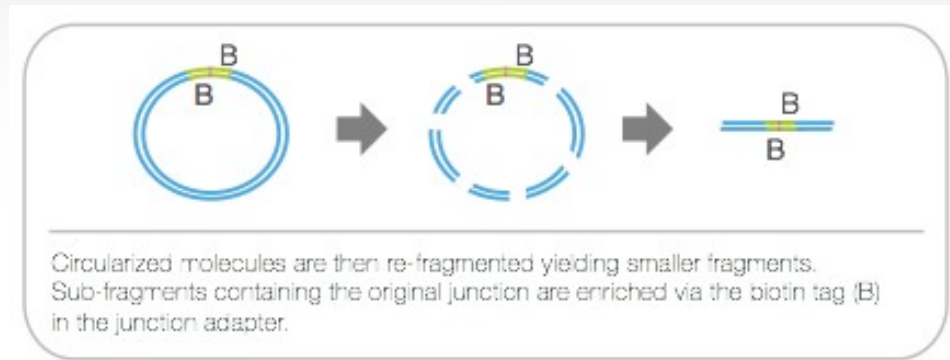 B
B
B
B
B
B
Circularized molecules are then re-fragmented yielding smaller fragments.
Sub-fragments containing the original junction are enriched via the biotin tag (B)
in the junction adapter.